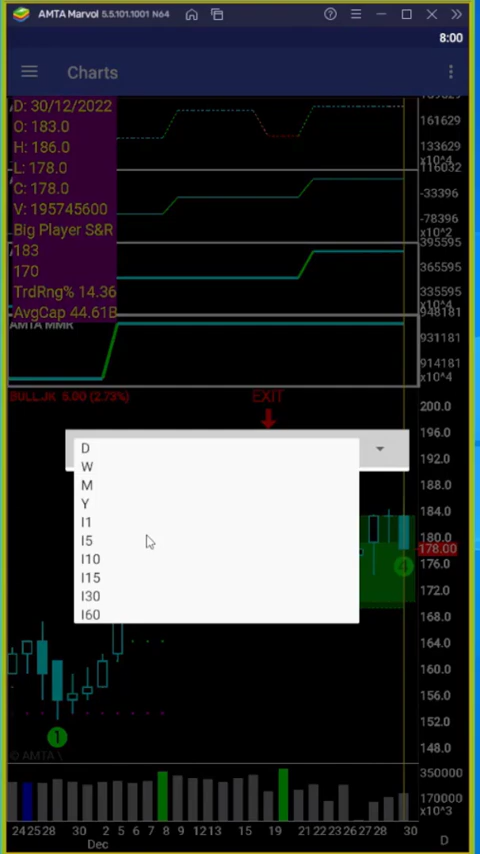 AMTA Marvol 5.5.101.1001 N64
8:00
Charts
D: 30/12/2022
O: 183.0
H: 186.0
L: 178.0
C: 178.0
V: 195745600
Big Player S&R
183
170
TrdRng% 14.36
AvgCap 44.61B
161629
133629
x10^4
116032
-33396
-78396
x10^2
395595
365595
335595
x10^4
948181
AMTA MMR
931181
914181
x10^4
BULL.JK 5.00 (2.73%)
EXIT
200.0
196.0
192.0
188.0
184.0
180.0
178.00
176.0
172.0
168.0
164.0
160.0
156.0
152.0
148.0
D
W
M
Y
I1
I5
I10
I15
I30
I60
4
1
© AMTA \
350000
170000
x10^3
24 25 28 30 2 5 6 7 8 9 12 13 15 19 21 22 23 26 27 28 30
Dec
D